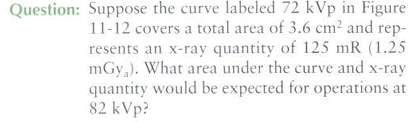 Question: Suppose the curve labeled 72 kVp in Figure
11-12 covers a total area of 3.6 cm² and rep-
resents an x-ray quantity of 125 mR (1.25
mGyₐ). What area under the curve and x-ray
quantity would be expected for operations at
82 kVp?